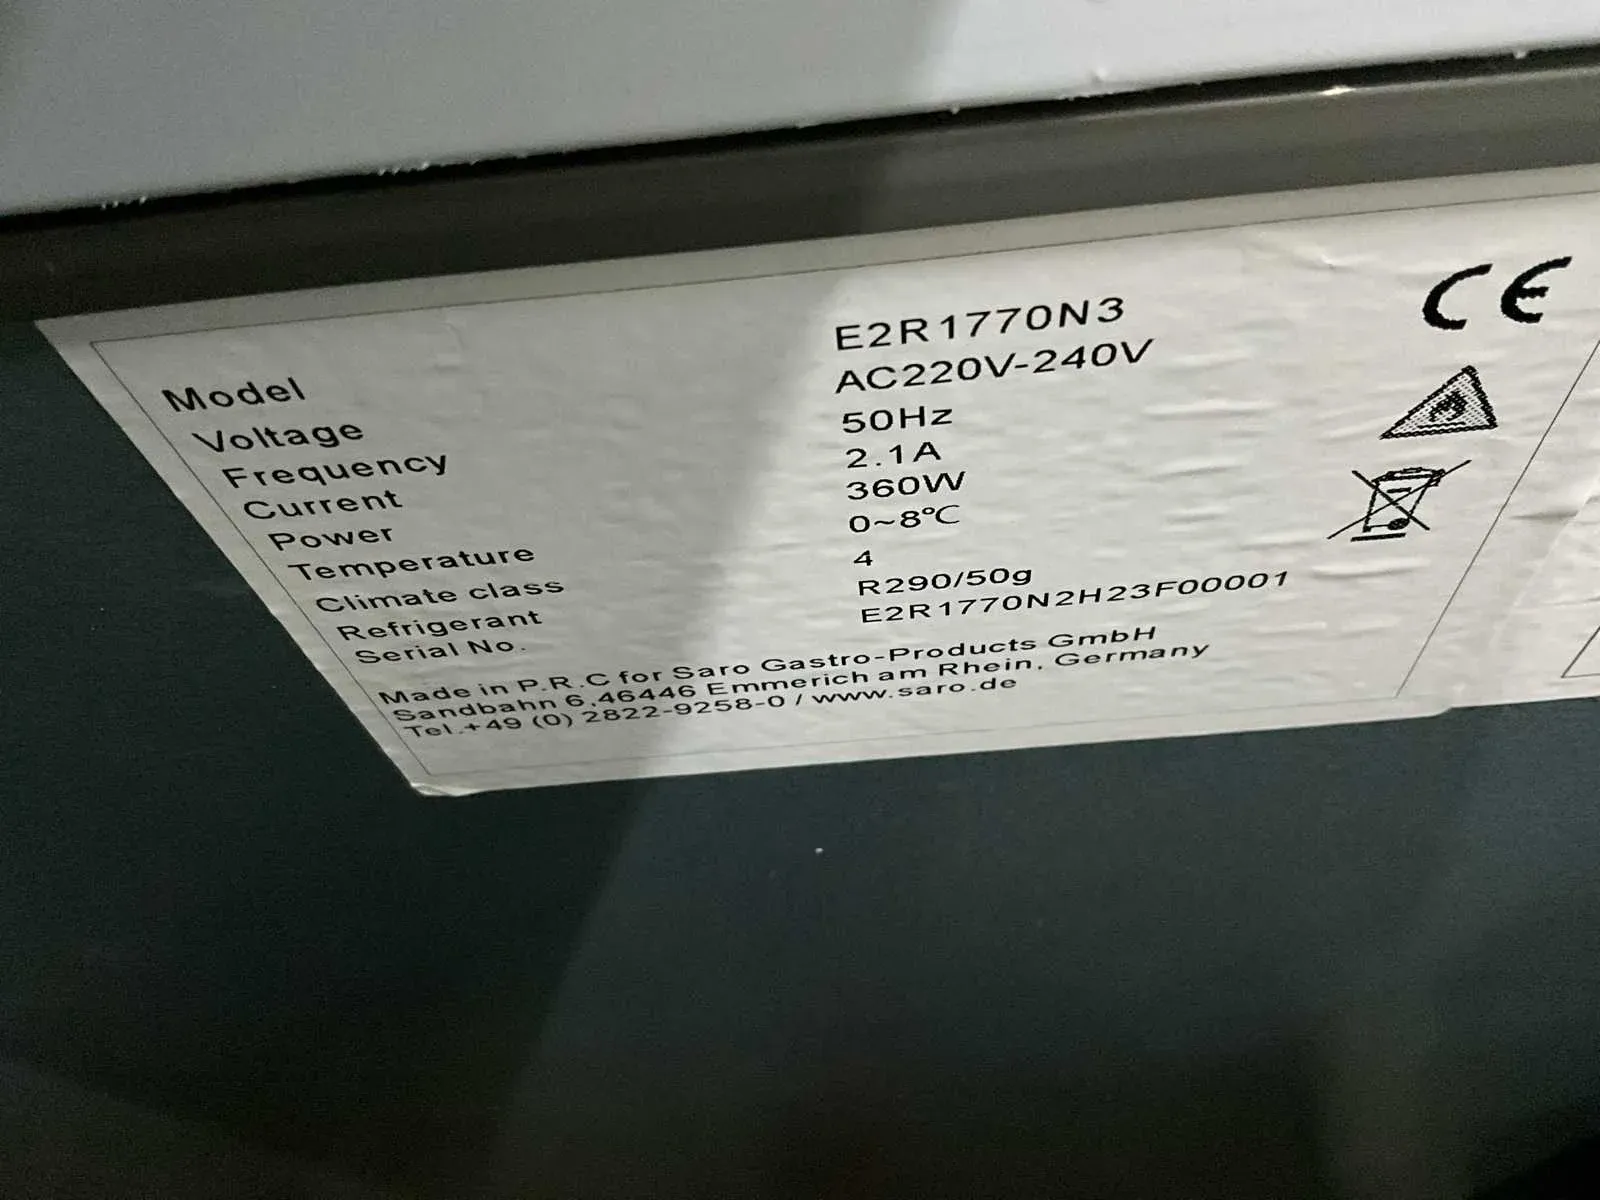 Model E2R1770N3
Voltage AC220V-240V
Frequency 50Hz
Current 2.1A
Power 360W
Temperature 0~8℃
Climate class 4
Refrigerant R290/50g
Serial No. E2R1770N2H23F00001
Made in P.R.C for Saro Gastro-Products GmbH
Sandbahn 6,46446 Emmerich am Rhein, Germany
Tel.+49 (0) 2822-9258-0 / www.saro.de
CE